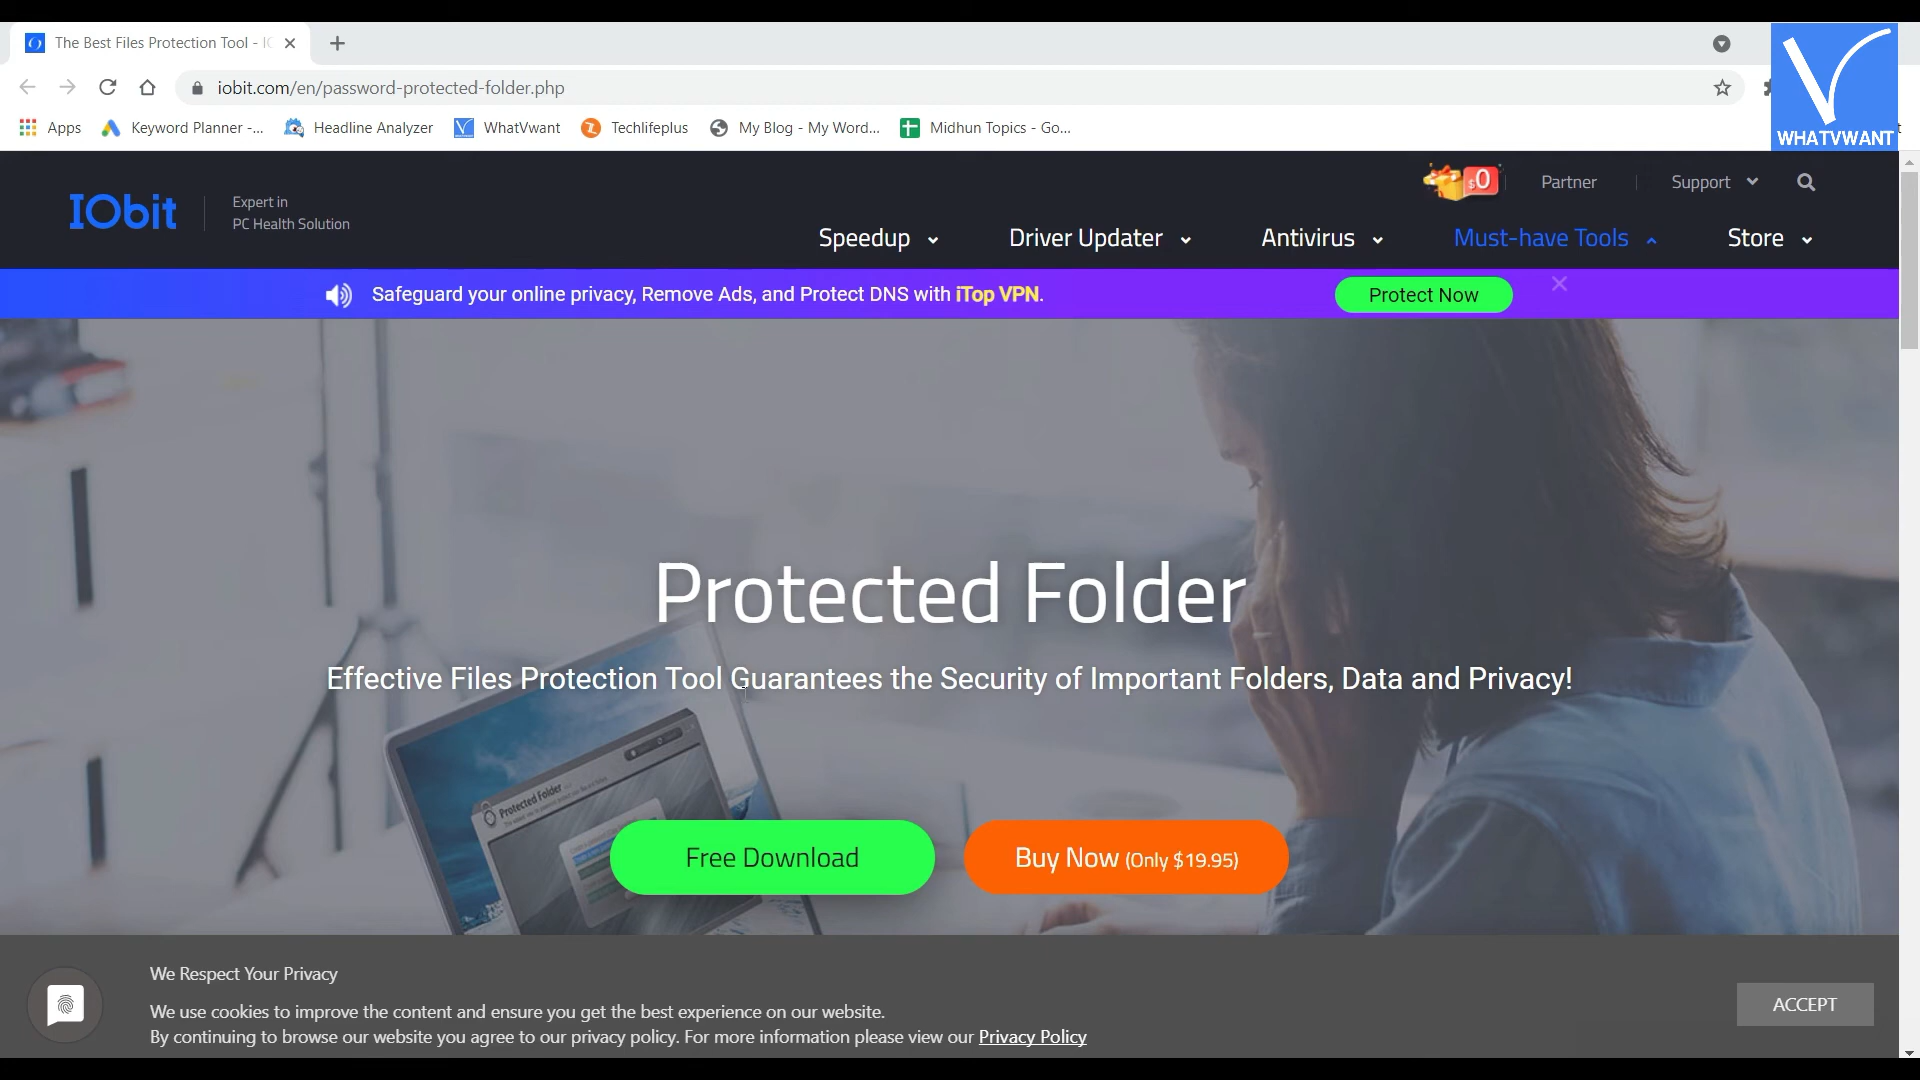 The Best Files Protection Tool - IO
iobit.com/en/password-protected-folder.php
Apps
Keyword Planner -...
Headline Analyzer
WhatVwant
Techlifeplus
My Blog - My Word...
Midhun Topics - Go...
WHATVWANT
IObit
Expert in
PC Health Solution
$0
Partner
Support
Speedup
Driver Updater
Antivirus
Must-have Tools
Store
Safeguard your online privacy, Remove Ads, and Protect DNS with iTop VPN.
Protect Now
Protected Folder
Effective Files Protection Tool Guarantees the Security of Important Folders, Data and Privacy!
Protected Folder
Free Download
Buy Now (Only $19.95)
We Respect Your Privacy
We use cookies to improve the content and ensure you get the best experience on our website.
By continuing to browse our website you agree to our privacy policy. For more information please view our Privacy Policy
ACCEPT